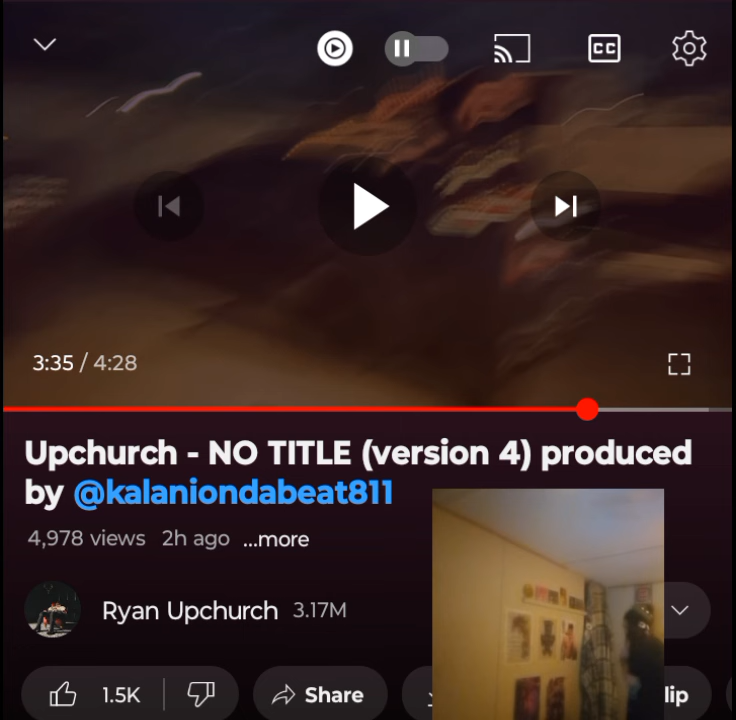 CC
3:35 / 4:28
Upchurch - NO TITLE (version 4) produced
by @kalaniondabeat811
4,978 views 2h ago ...more
Ryan Upchurch 3.17M
1.5K Share lip